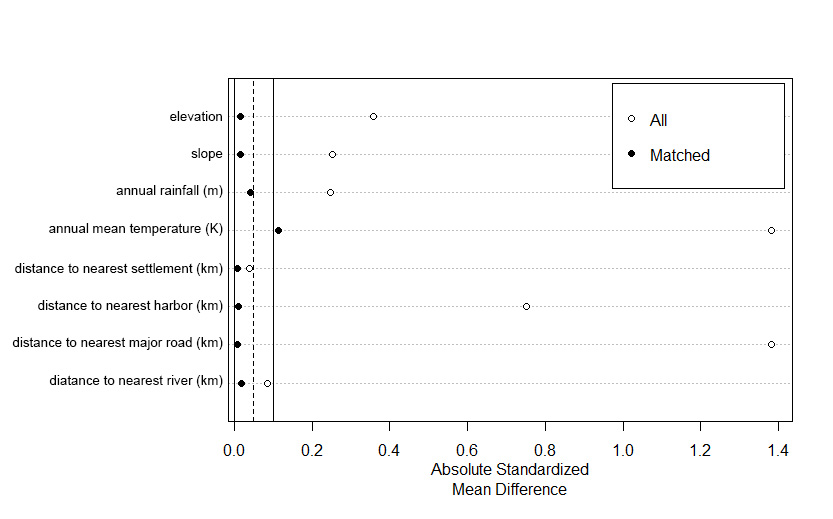 All
Matched
elevation
slope
annual rainfall (m)
annual mean temperature (K)
distance to nearest settlement (km)
distance to nearest harbor (km)
distance to nearest major road (km)
diatance to nearest river (km)
0.0 0.2 0.4 0.6 0.8 1.0 1.2 1.4
Absolute Standardized
Mean Difference